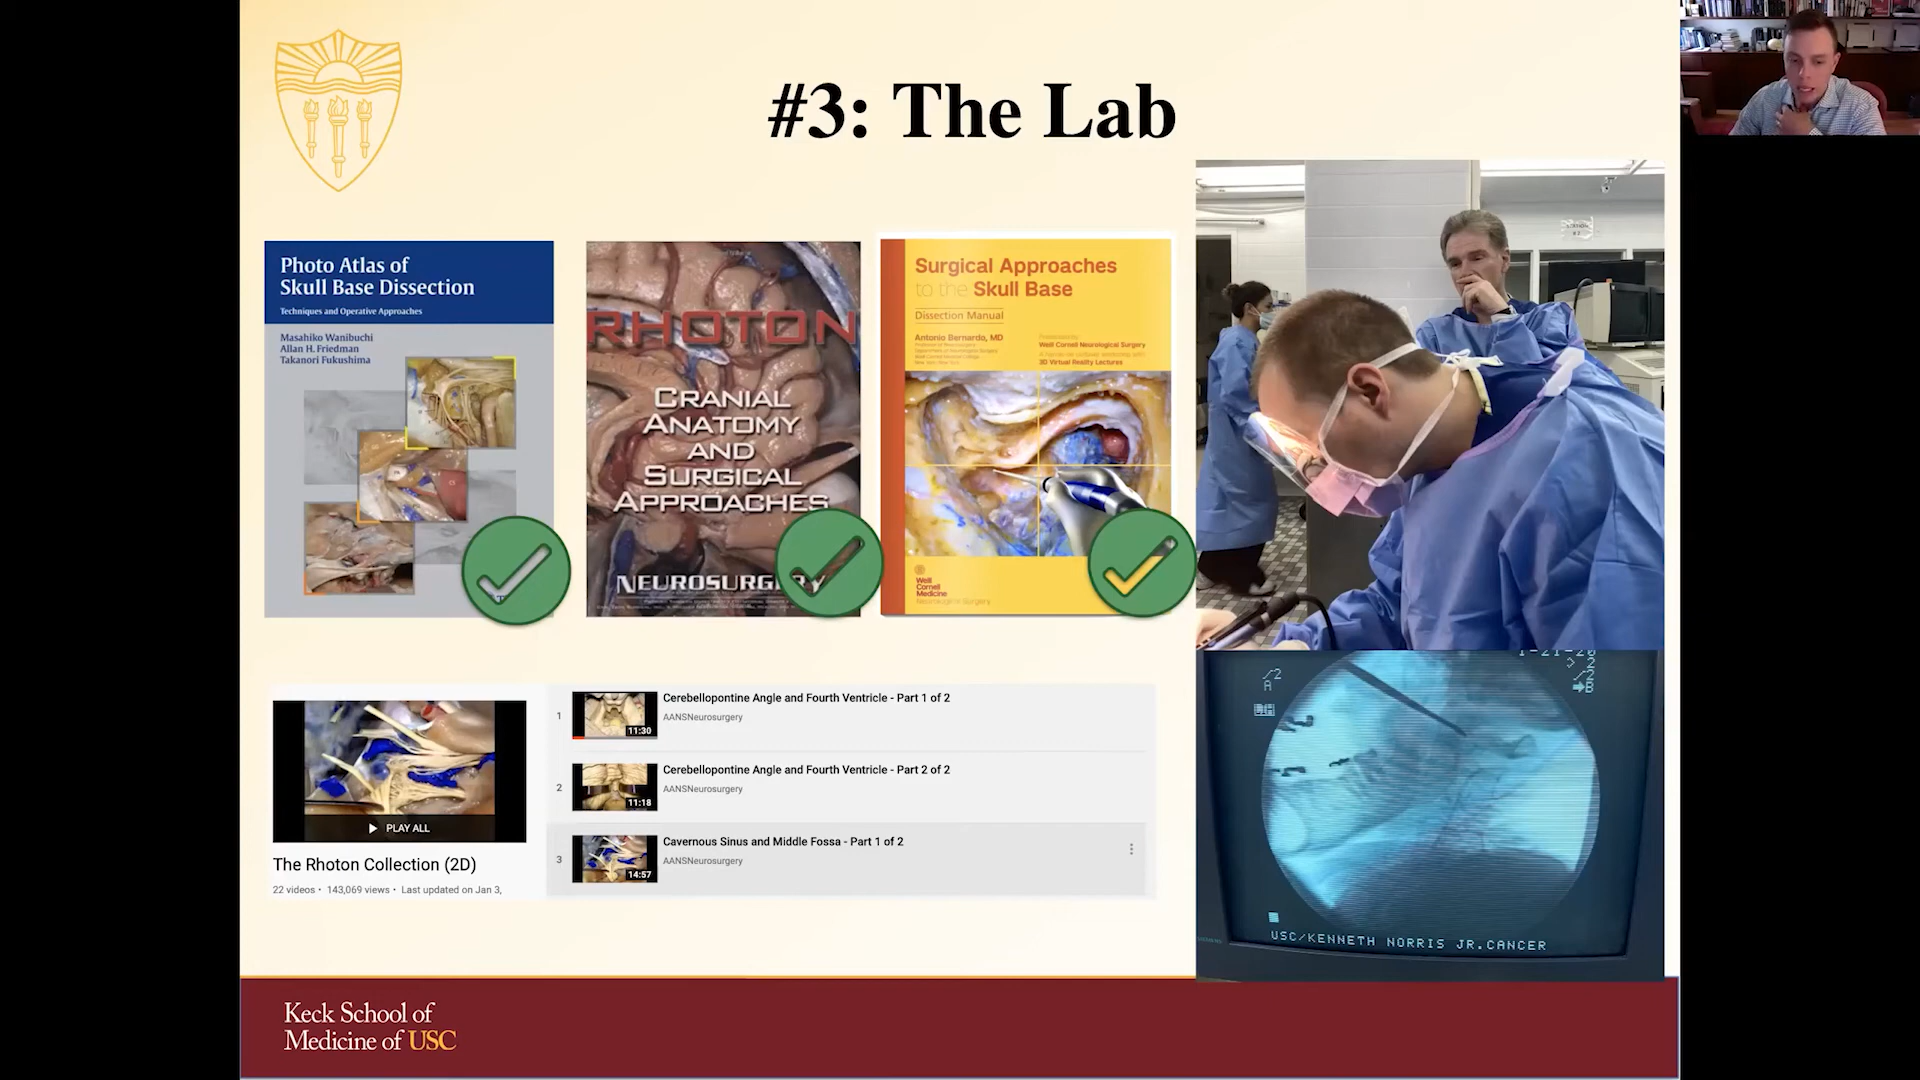 #3: The Lab
Photo Atlas of
Skull Base Dissection
Techniques and Operative Approaches
Masahiko Wanibuchi
Allan H. Friedman
Takanori Fukushima
RHOTON
CRANIAL
ANATOMY
AND
SURGICAL
APPROACHES
NEUROSURGERY
Surgical Approaches
to the Skull Base
Dissection Manual
Antonio Bernardo, MD
Weill Cornell Neurological Surgery
3D Virtual Reality Lectures
Weill
Cornell
Medicine
Neurological Surgery
PLAY ALL
The Rhoton Collection (2D)
22 videos • 143,069 views • Last updated on Jan 3,
1
11:30
Cerebellopontine Angle and Fourth Ventricle - Part 1 of 2
AANSNeurosurgery
2
11:18
Cerebellopontine Angle and Fourth Ventricle - Part 2 of 2
AANSNeurosurgery
3
14:57
Cavernous Sinus and Middle Fossa - Part 1 of 2
AANSNeurosurgery
1-21-20
2
2
A
B
USC/KENNETH NORRIS JR.CANCER
Keck School of
Medicine of USC